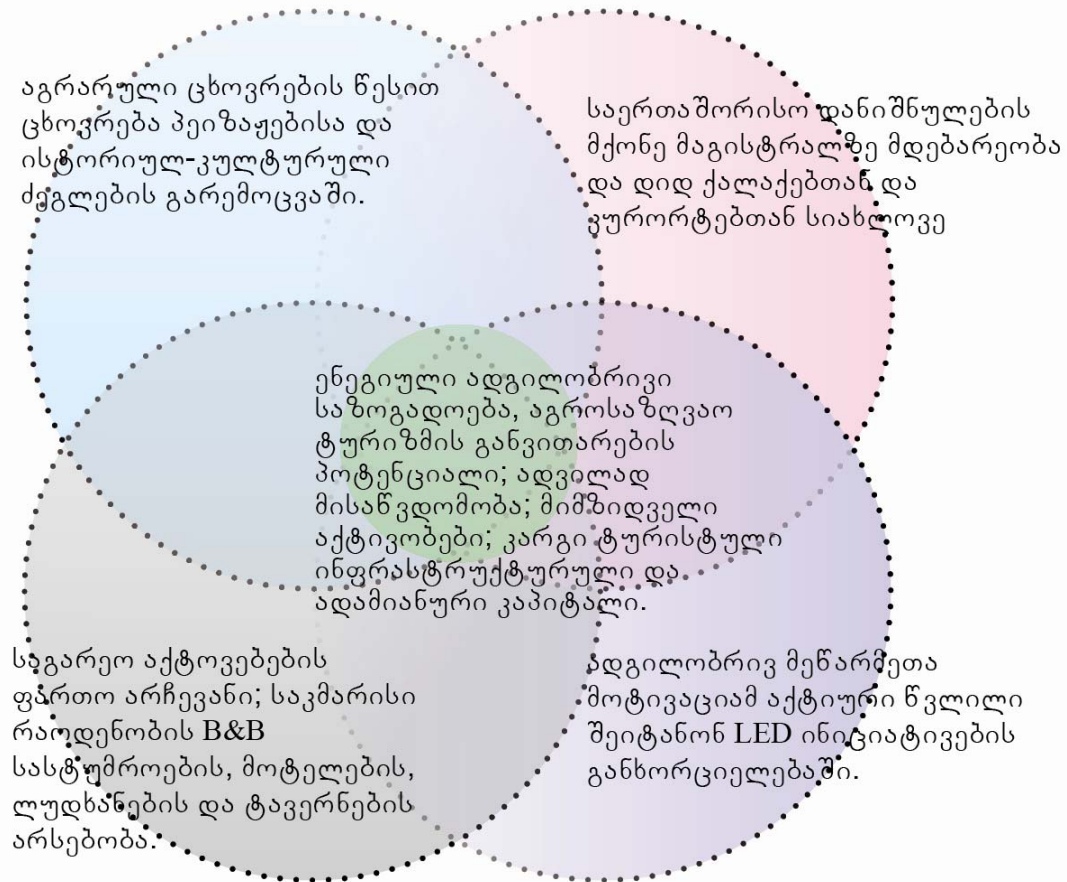 აგრარული ცხოვრების წესით
ცხოვრება პეიზაჟებისა და
ისტორიულ-კულტურული
ძეგლების გარემოცვაში.
საერთაშორისო დანიშნულების
მქონე მაგისტრალზე მდებარეობა
და დიდ ქალაქებთან და
კურორტებთან სიახლოვე
ენეგიული ადგილობრივი
საზოგადოება, აგროსაზღვაო
ტურიზმის განვითარების
პოტენციალი; ადვილად
მისაწვდომობა; მიმზიდველი
აქტივობები; კარგი ტურისტული
ინფრასტრუქტურული და
ადამიანური კაპიტალი.
საგარეო აქტოვებების
ფართო არჩევანი; საკმარისი
რაოდენობის B&B
სასტუმროების, მოტელების,
ლუდხანების და ტავერნების
არსებობა.
ადგილობრივ მეწარმეთა
მოტივაციამ აქტიური წვლილი
შეიტანონ LED ინიციატივების
განხორციელებაში.